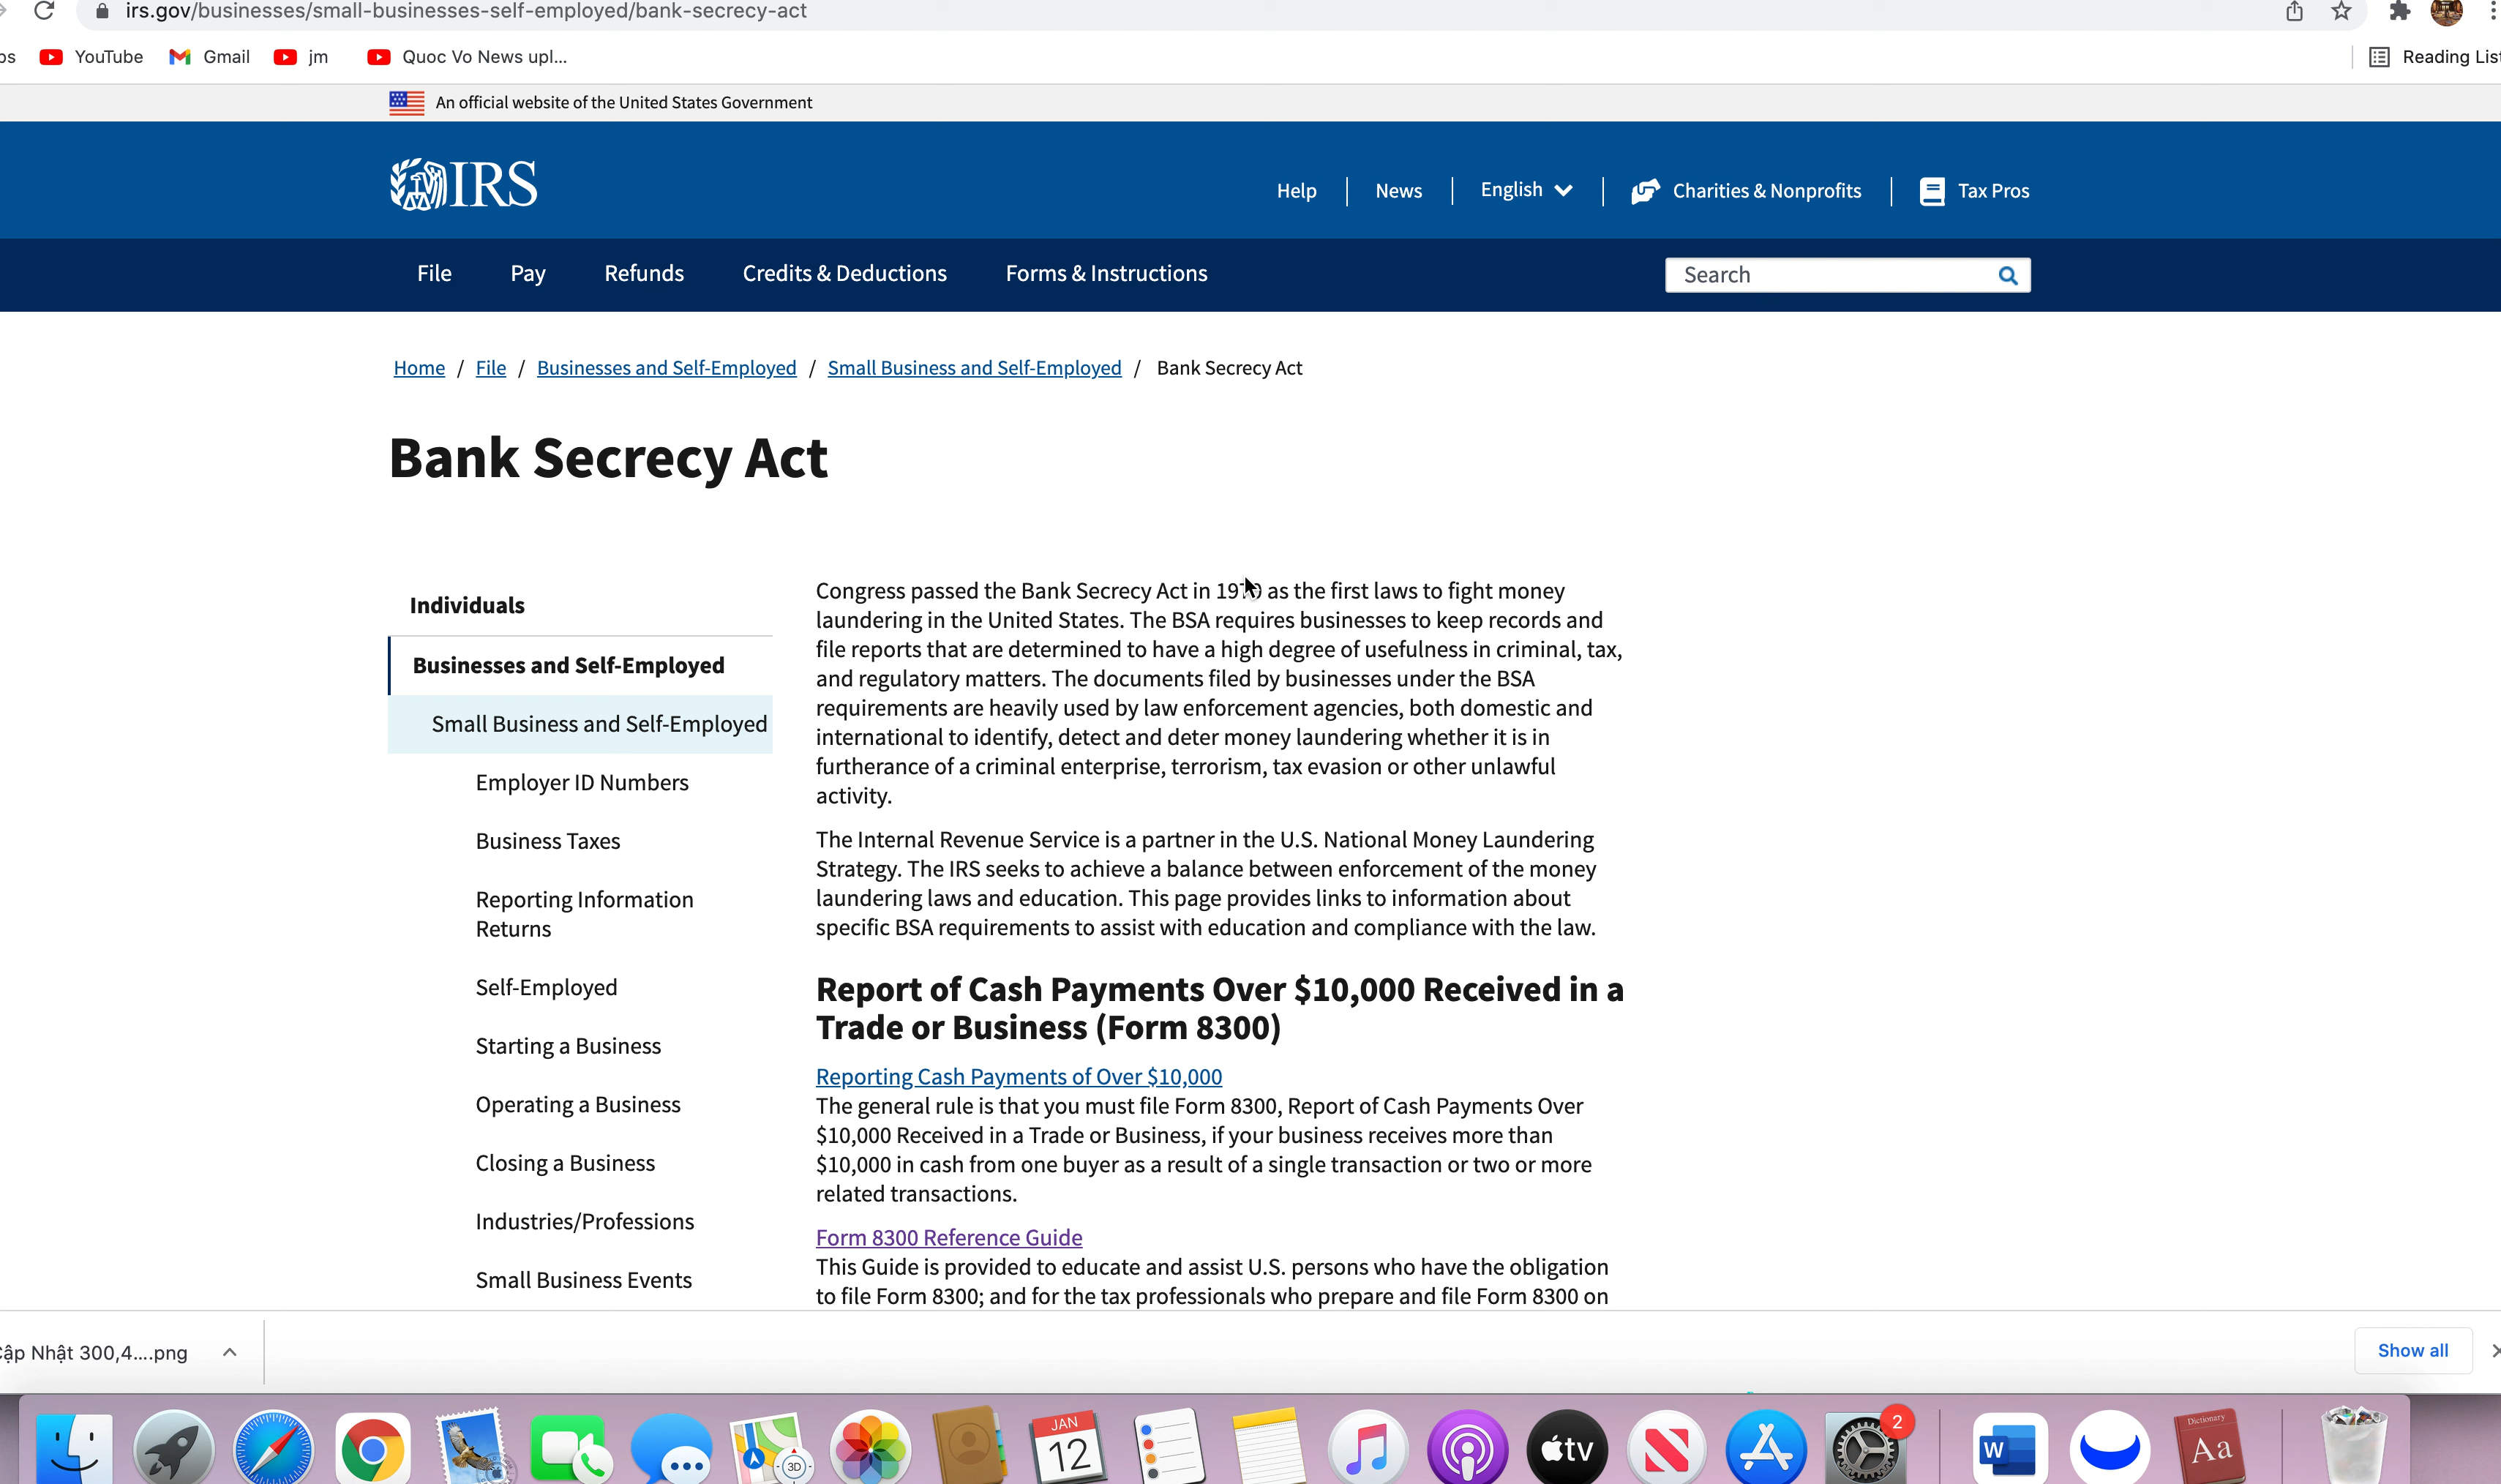 irs.gov/businesses/small-businesses-self-employed/bank-secrecy-act
YouTube Gmail jm Quoc Vo News upl... Reading List
An official website of the United States Government
IRS
Help News English Charities & Nonprofits Tax Pros
File Pay Refunds Credits & Deductions Forms & Instructions Search
Home / File / Businesses and Self-Employed / Small Business and Self-Employed / Bank Secrecy Act
Bank Secrecy Act
Individuals
Businesses and Self-Employed
Small Business and Self-Employed
Employer ID Numbers
Business Taxes
Reporting Information
Returns
Self-Employed
Starting a Business
Operating a Business
Closing a Business
Industries/Professions
Small Business Events
Congress passed the Bank Secrecy Act in 1970 as the first laws to fight money
laundering in the United States. The BSA requires businesses to keep records and
file reports that are determined to have a high degree of usefulness in criminal, tax,
and regulatory matters. The documents filed by businesses under the BSA
requirements are heavily used by law enforcement agencies, both domestic and
international to identify, detect and deter money laundering whether it is in
furtherance of a criminal enterprise, terrorism, tax evasion or other unlawful
activity.
The Internal Revenue Service is a partner in the U.S. National Money Laundering
Strategy. The IRS seeks to achieve a balance between enforcement of the money
laundering laws and education. This page provides links to information about
specific BSA requirements to assist with education and compliance with the law.
Report of Cash Payments Over $10,000 Received in a
Trade or Business (Form 8300)
Reporting Cash Payments of Over $10,000
The general rule is that you must file Form 8300, Report of Cash Payments Over
$10,000 Received in a Trade or Business, if your business receives more than
$10,000 in cash from one buyer as a result of a single transaction or two or more
related transactions.
Form 8300 Reference Guide
This Guide is provided to educate and assist U.S. persons who have the obligation
to file Form 8300; and for the tax professionals who prepare and file Form 8300 on
Nhật 300,4....png Show all
3D JAN 12 tv 2 W Dictionary Aa